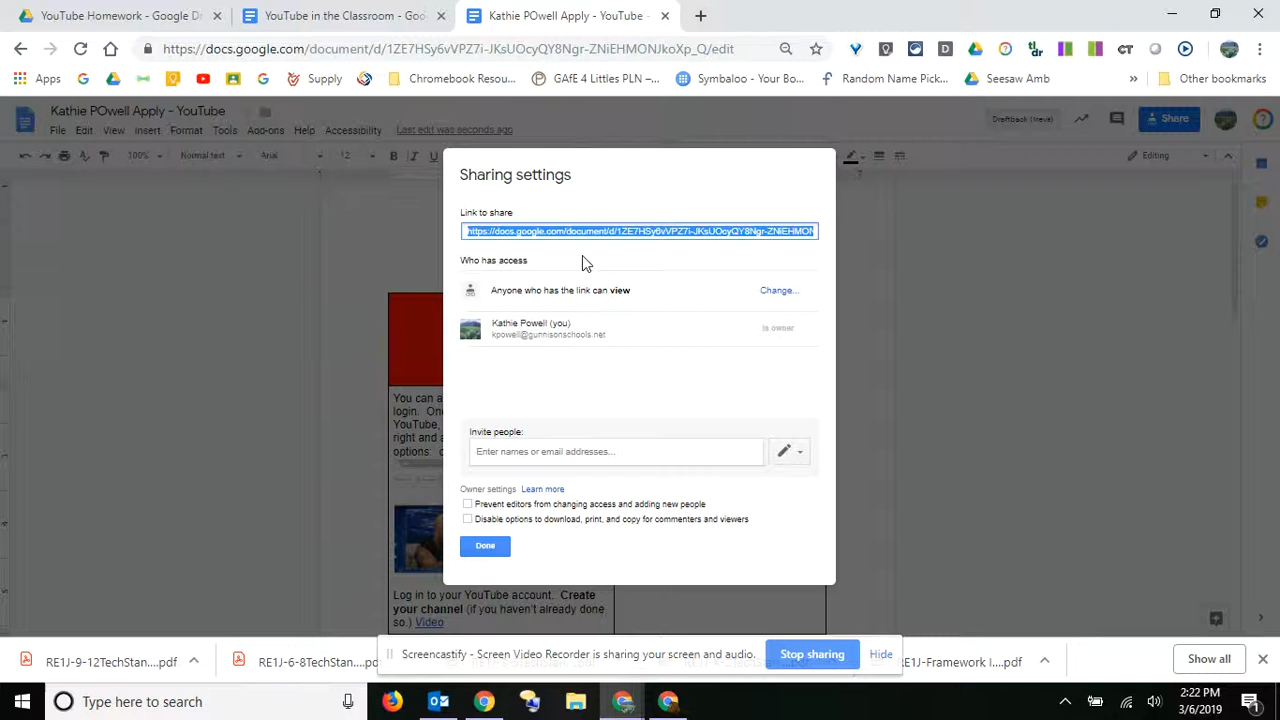 YouTube Homework - Google D
YouTube in the Classroom - Goo
Kathie POwell Apply - YouTube -
https://docs.google.com/document/d/1ZE7HSy6vVPZ7i-JKsUOcyQY8Ngr-ZNiEHMONJkoXp_Q/edit
Apps
Supply
Chromebook Resou...
GAfE 4 Littles PLN –...
Symbaloo - Your Bo...
Random Name Pick...
Seesaw Amb
Other bookmarks
Kathie POwell Apply - YouTube
File Edit View Insert Format Tools Add-ons Help Accessibility Last edit was seconds ago
Share
100% Normal text Arial 12 B I
Editing
Sharing settings
Link to share
https://docs.google.com/document/d/1ZE7HSy6vVPZ7i-JKsUOcyQY8Ngr-ZNiEHMON
Who has access
Anyone who has the link can view
Change...
Kathie Powell (you)
kpowell@gunnisonschools.net
Is owner
Invite people:
Enter names or email addresses...
Owner settings Learn more
Prevent editors from changing access and adding new people
Disable options to download, print, and copy for commenters and viewers
Done
You can a
login. On
YouTube,
right and a
options: c
Log in to your YouTube account. Create
your channel (if you haven't already done
so.) Video
Screencastify - Screen Video Recorder is sharing your screen and audio.
Stop sharing
Hide
RE1J-9-12TechStan....pdf
RE1J-6-8TechStan....pd
RE1J-Framework I....pdf
Show all
Type here to search
2:22 PM
3/6/2019